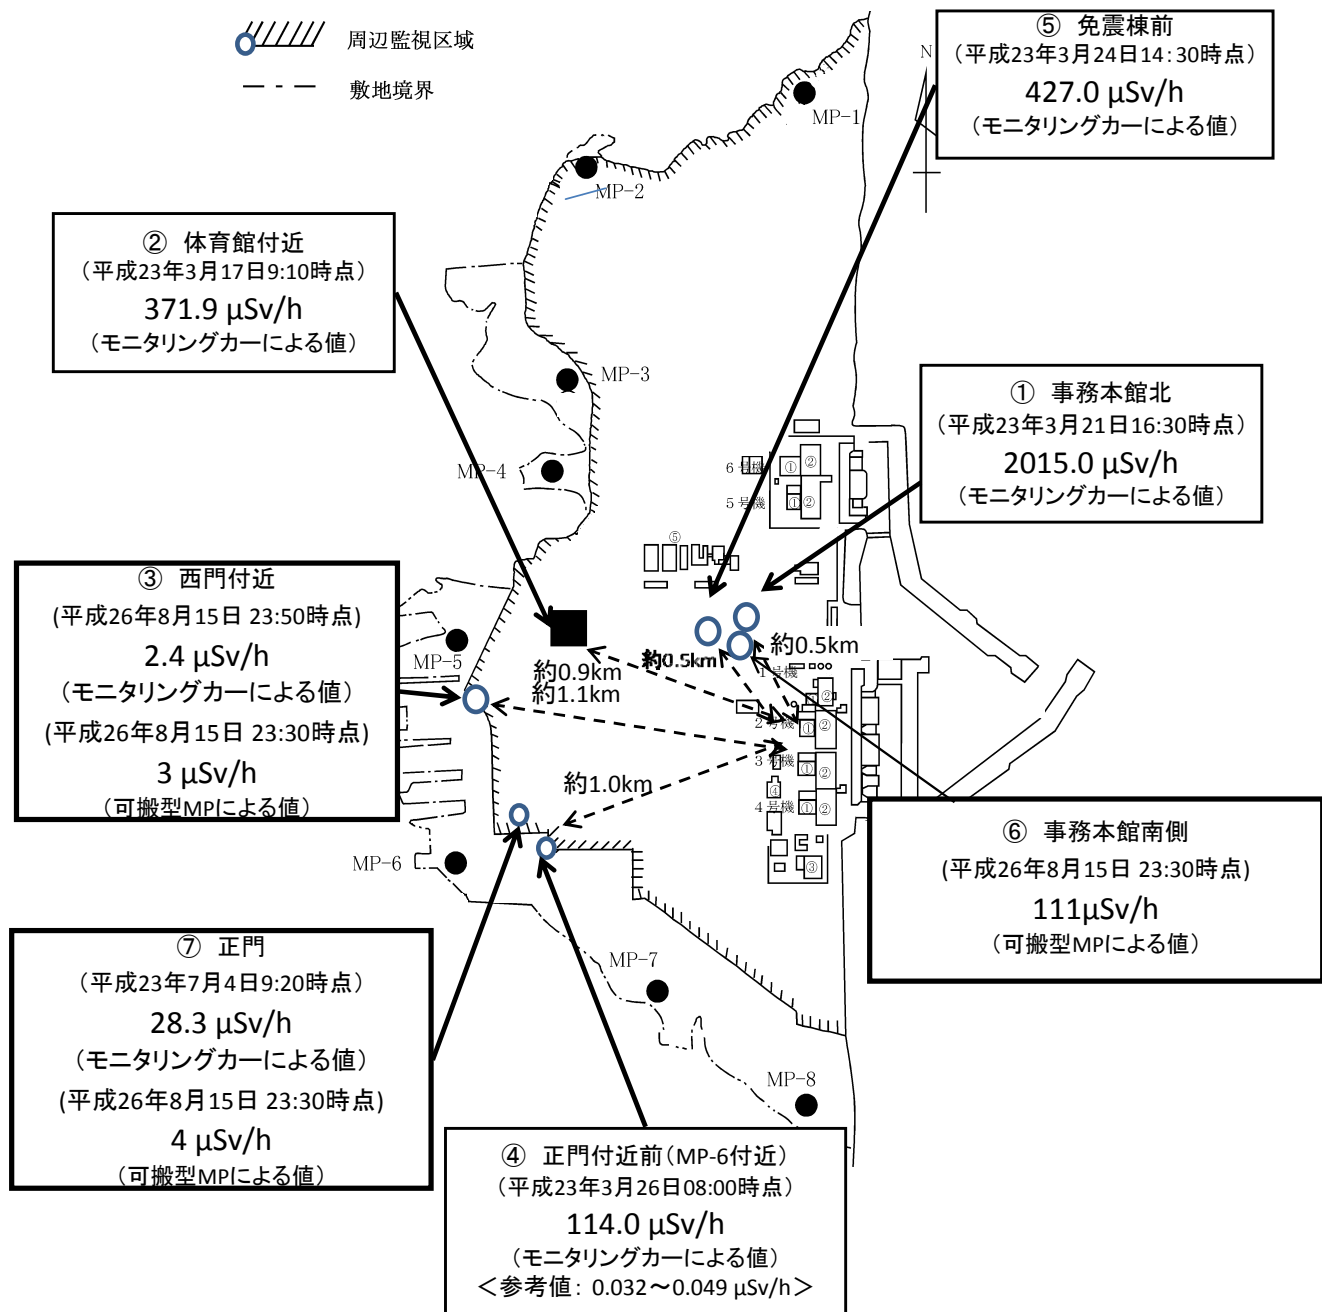 周辺監視区域
敷地境界
⑤ 免震棟前
(平成23年3月24日14:30時点)
427.0 μSv/h
(モニタリングカーによる値)
N
MP-1
MP-2
② 体育館付近
(平成23年3月17日9:10時点)
371.9 μSv/h
(モニタリングカーによる値)
MP-3
① 事務本館北
(平成23年3月21日16:30時点)
2015.0 μSv/h
(モニタリングカーによる値)
MP-4
6号機
① ②
5号機
① ②
⑤
③ 西門付近
(平成26年8月15日 23:50時点)
2.4 μSv/h
(モニタリングカーによる値)
(平成26年8月15日 23:30時点)
3 μSv/h
(可搬型MPによる値)
MP-5
約0.5km
約0.5km
約0.9km
約1.1km
1号機
②
2号機
① ②
3号機
① ②
約1.0km
④
4号機
① ②
③
MP-6
⑥ 事務本館南側
(平成26年8月15日 23:30時点)
111μSv/h
(可搬型MPによる値)
⑦ 正門
(平成23年7月4日9:20時点)
28.3 μSv/h
(モニタリングカーによる値)
(平成26年8月15日 23:30時点)
4 μSv/h
(可搬型MPによる値)
MP-7
MP-8
④ 正門付近前(MP-6付近)
(平成23年3月26日08:00時点)
114.0 μSv/h
(モニタリングカーによる値)
<参考値: 0.032～0.049 μSv/h>